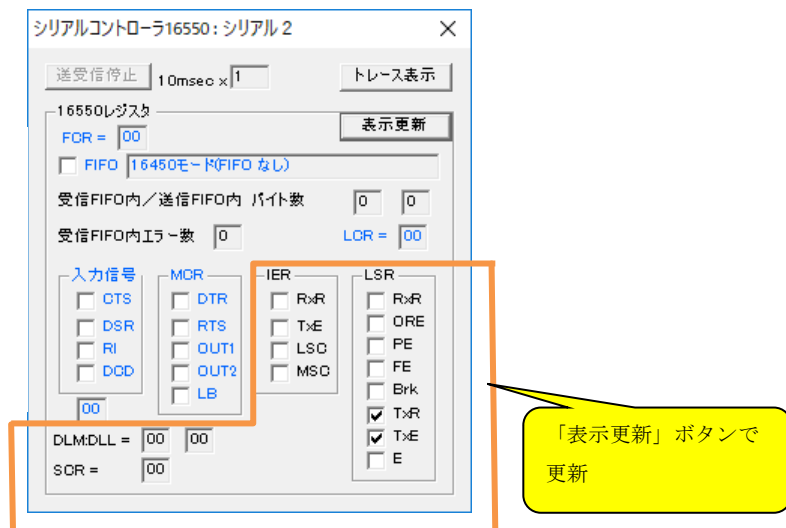 シリアルコントローラ16550:シリアル2
送受信停止 10msec x 1 トレース表示
16550レジスタ 表示更新
FCR = 00
FIFO 16450モード(FIFO なし)
受信FIFO内/送信FIFO内 バイト数 0 0
受信FIFO内エラー数 0 LCR = 00
入力信号 MCR IER LSR
CTS DTR RxR RxR
DSR RTS TxE ORE
RI OUT1 LSC PE
DCD OUT2 MSC FE
LB Brk
00 TxR
DLM:DLL = 00 00 TxE
SCR = 00 E
「表示更新」ボタンで
更新